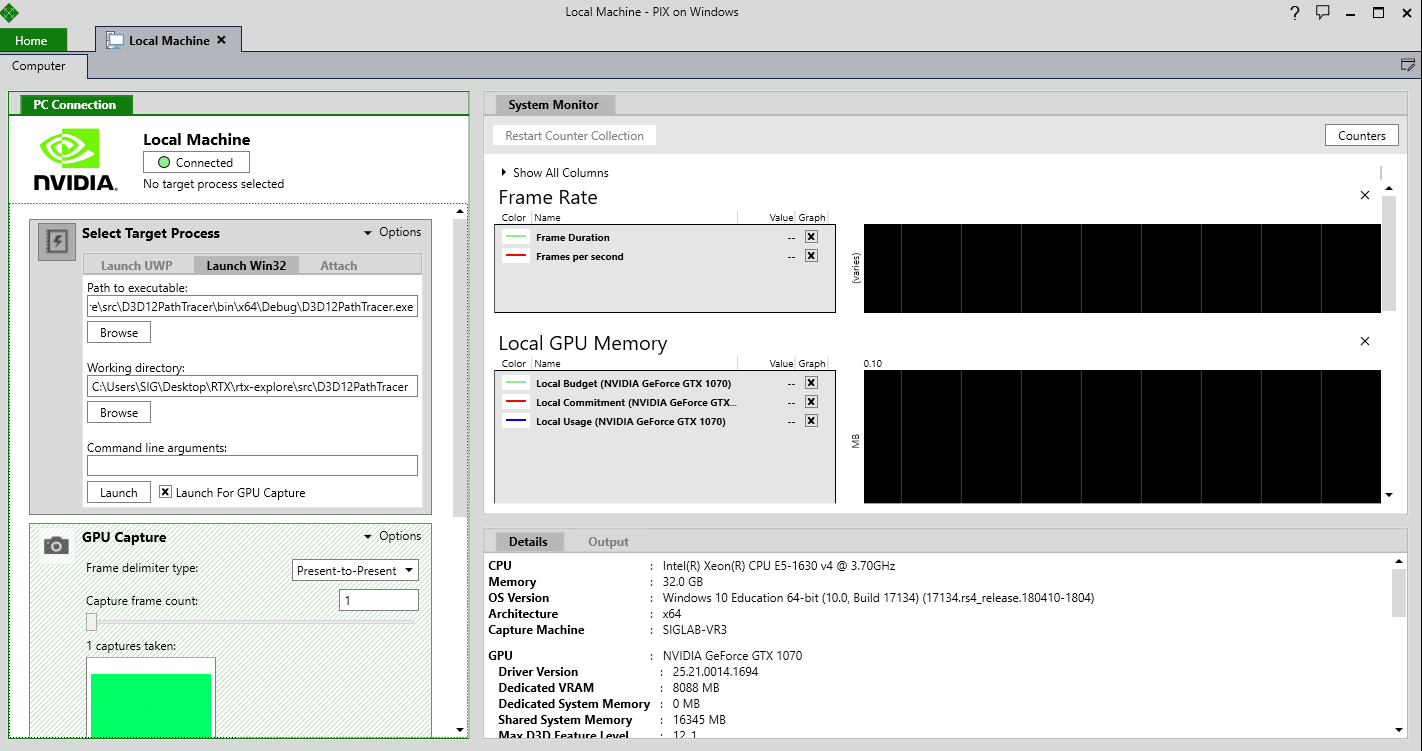 Local Machine - PIX on Windows
Home
Local Machine
Computer
PC Connection
NVIDIA.
Local Machine
Connected
No target process selected
Select Target Process
Options
Launch UWP Launch Win32 Attach
Path to executable:
e\src\D3D12PathTracer\bin\x64\Debug\D3D12PathTracer.exe
Browse
Working directory:
C:\Users\SIG\Desktop\RTX\rtx-explore\src\D3D12PathTracer
Browse
Command line arguments:
Launch Launch For GPU Capture
GPU Capture
Options
Frame delimiter type: Present-to-Present
Capture frame count: 1
1 captures taken:
System Monitor
Restart Counter Collection
Counters
Show All Columns
Frame Rate
Color Name Value Graph
Frame Duration --
Frames per second --
(varies)
Local GPU Memory
Color Name Value Graph
0.10
Local Budget (NVIDIA GeForce GTX 1070) --
Local Commitment (NVIDIA GeForce GTX... --
Local Usage (NVIDIA GeForce GTX 1070) --
MB
Details Output
CPU : Intel(R) Xeon(R) CPU E5-1630 v4 @ 3.70GHz
Memory : 32.0 GB
OS Version : Windows 10 Education 64-bit (10.0, Build 17134) (17134.rs4_release.180410-1804)
Architecture : x64
Capture Machine : SIGLAB-VR3
GPU : NVIDIA GeForce GTX 1070
Driver Version : 25.21.0014.1694
Dedicated VRAM : 8088 MB
Dedicated System Memory : 0 MB
Shared System Memory : 16345 MB
Max D3D Feature Level : 12_1